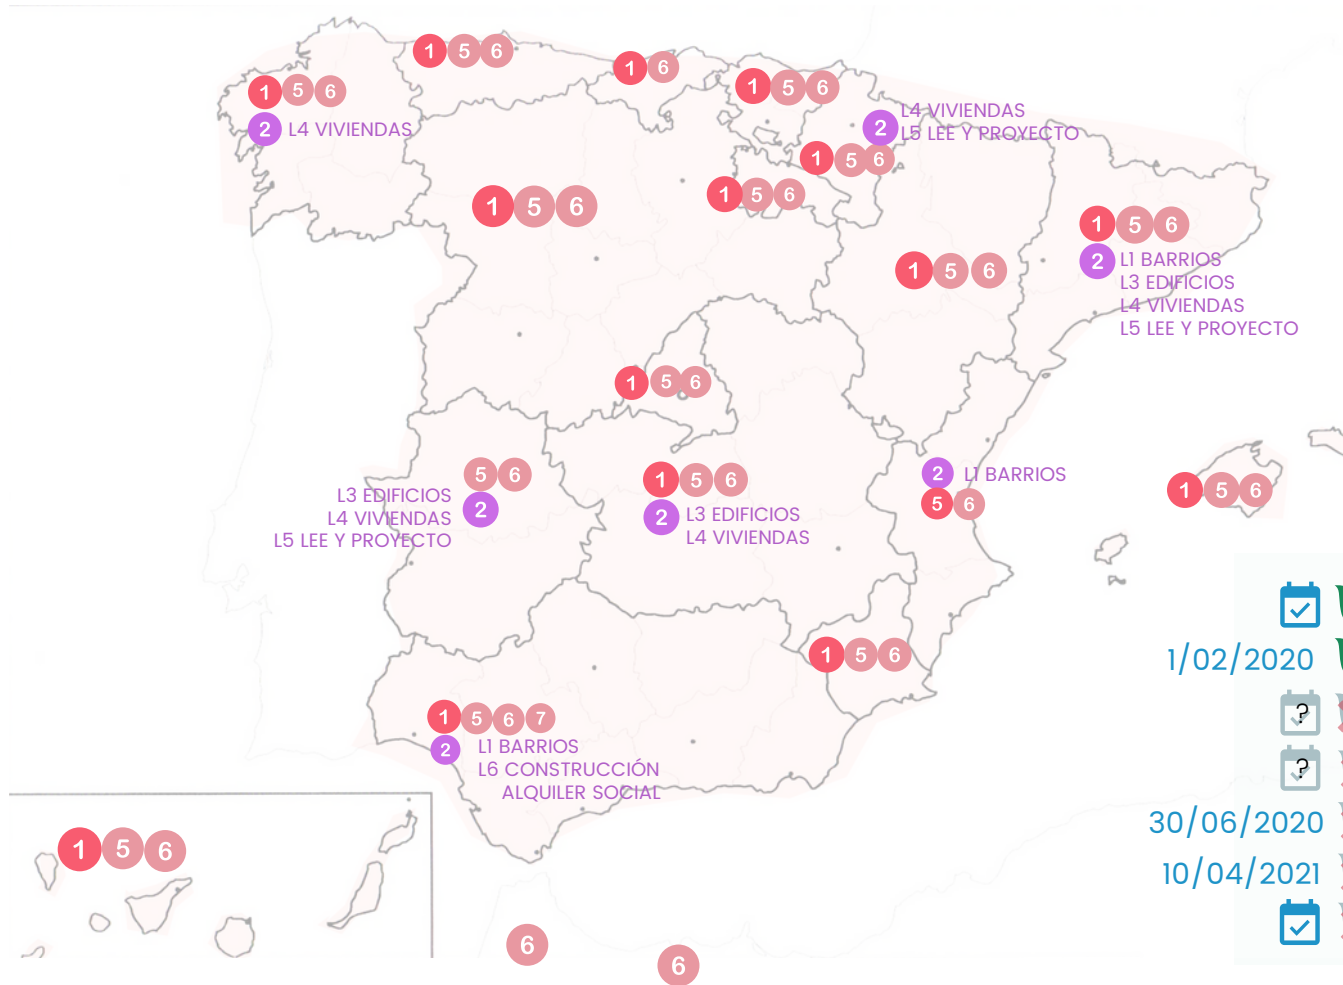 1 5 6
1 6
1 5 6
1 5 6
2 L4 VIVIENDAS
2 L4 VIVIENDAS
L5 LEE Y PROYECTO
1 5 6
1 5 6
1 5 6
1 5 6
2 L1 BARRIOS
L3 EDIFICIOS
L4 VIVIENDAS
L5 LEE Y PROYECTO
1 5 6
1 5 6
5 6
L3 EDIFICIOS
L4 VIVIENDAS
L5 LEE Y PROYECTO
2
1 5 6
2 L3 EDIFICIOS
L4 VIVIENDAS
2 L1 BARRIOS
5 6
1 5 6
1 5 6
1 5 6 7
2 L1 BARRIOS
L6 CONSTRUCCIÓN
ALQUILER SOCIAL
1 5 6
6
6
1/02/2020
?
?
30/06/2020
10/04/2021